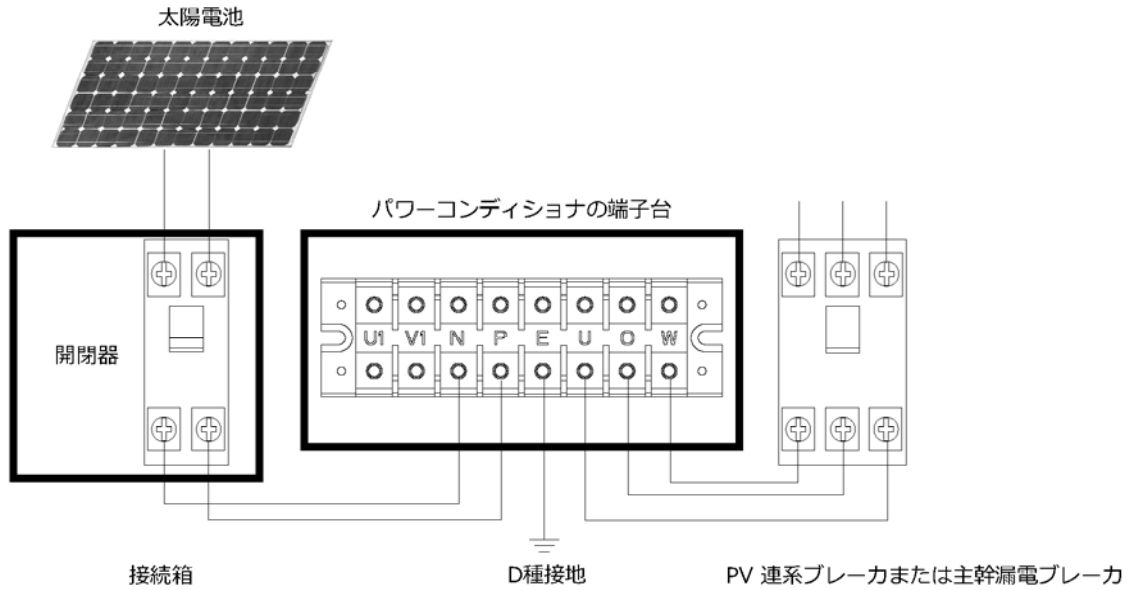 太陽電池
パワーコンディショナの端子台
U1 V1 N P E U O W
開閉器
接続箱
D種接地
PV 連系ブレーカまたは主幹漏電ブレーカ